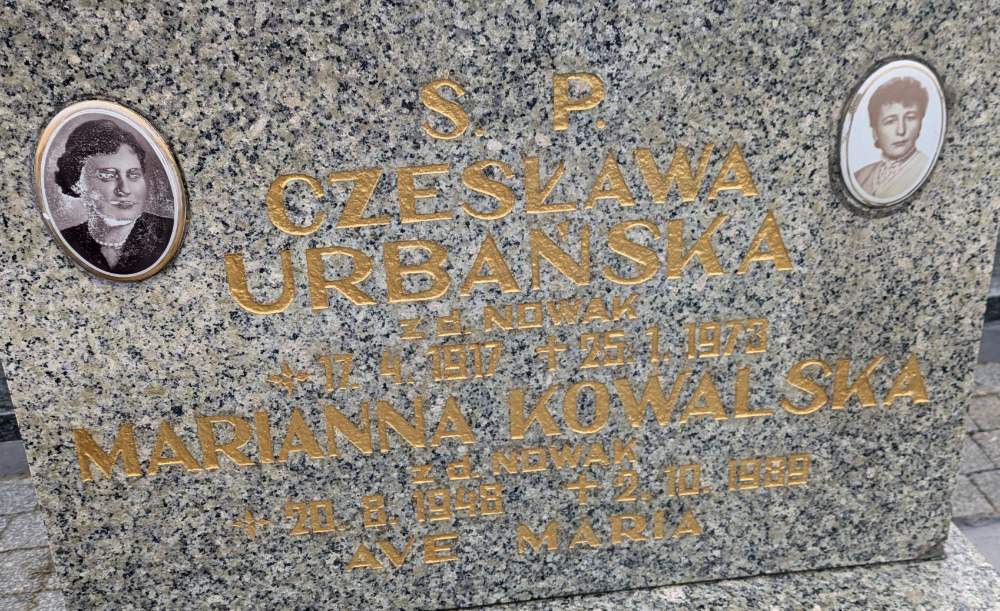 S. P.
CZESŁAWA
URBAŃSKA
z d. NOWAK
17. 4. 1917 † 25. 1. 1973
MARIANNA KOWALSKA
z d. NOWAK
20. 8. 1948 † 2. 10. 1989
AVE MARIA